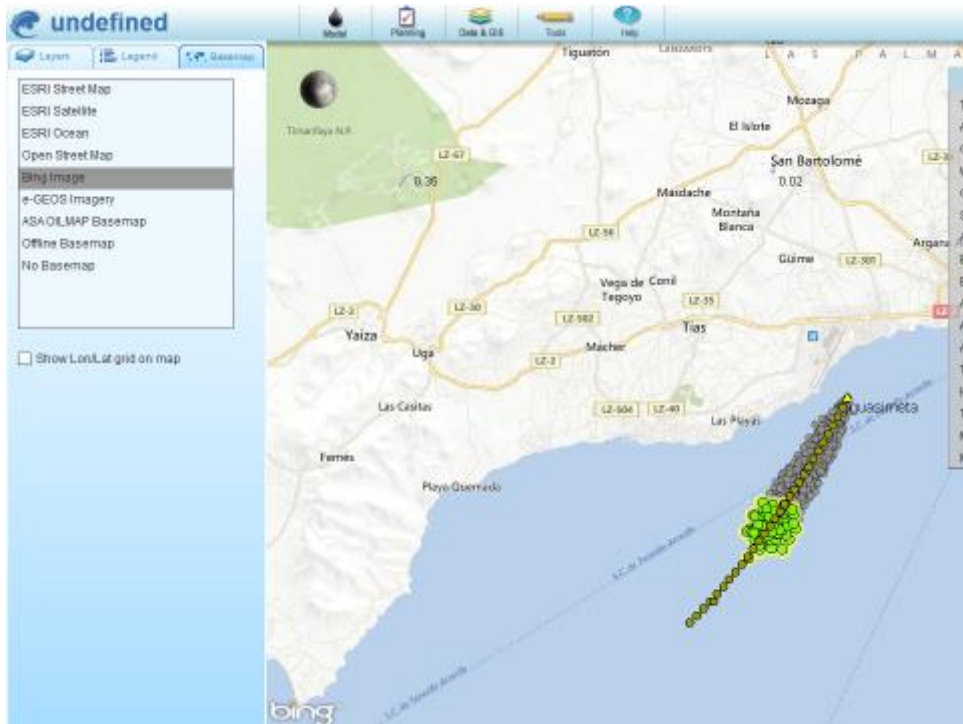 undefined
Model
Planning
Data & GIS
Tools
Help
Layers
Legend
Basemap
ESRI Street Map
ESRI Satellite
ESRI Ocean
Open Street Map
Bing Image
e-GEOS Imagery
ASA OILMAP Basemap
Offline Basemap
No Basemap
Show Lon/Lat grid on map
Tiguatón
L A S P A L M A
Timanfaya N.P.
Mozaga
El Islote
LZ-67
San Bartolomé
0.36
0.02
Masdache
Montaña
Blanca
LZ-56
Güime
LZ-301
Vega de
Tegoyo
Conil
LZ-2
LZ-30
LZ-35
LZ-502
Yaiza
Tías
Uga
Mácher
LZ-2
Las Casitas
LZ-504
LZ-40
Las Playas
guasimeta
Femés
Playa Quemada
bing